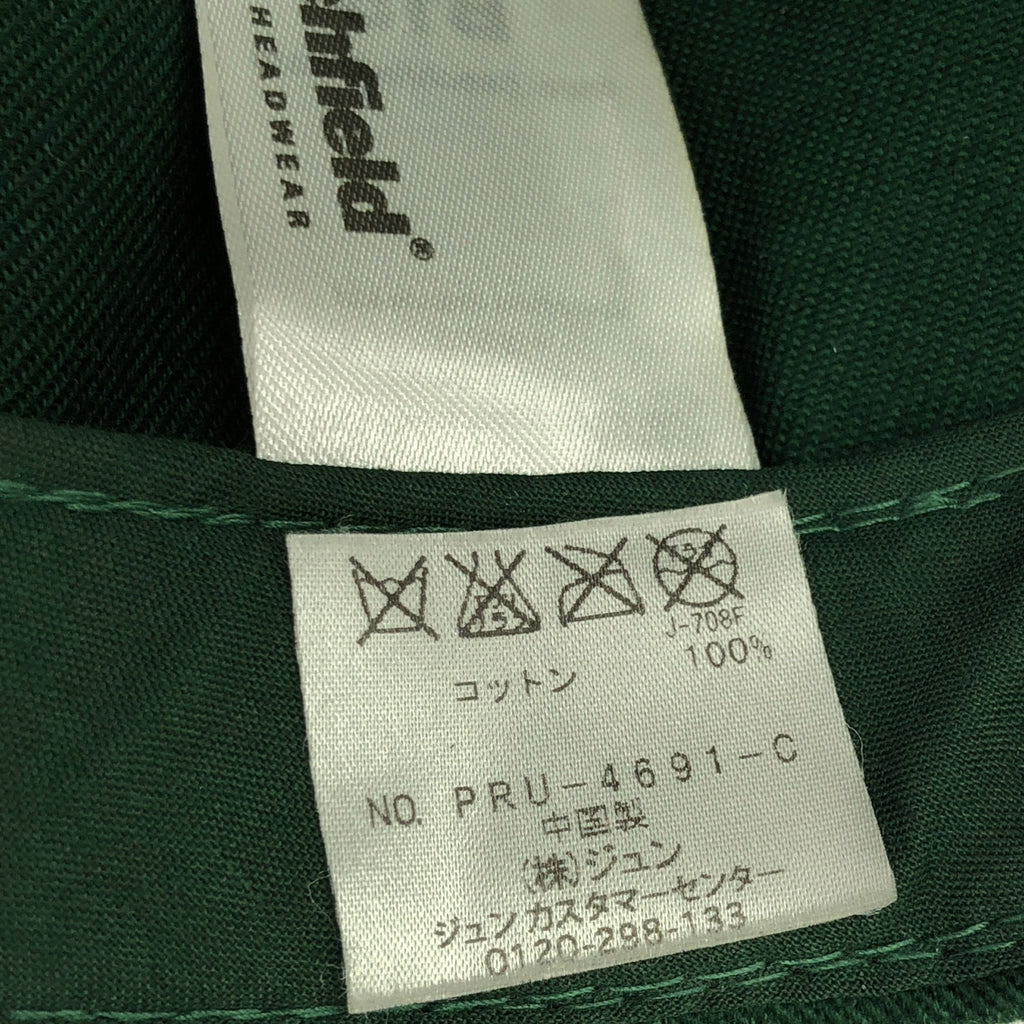 chfield®
HEADWEAR
J-708F
コットン 100%
NO. PRU-4691-C
中国製
(株)ジュン
ジュンカスタマーセンター
0120-298-133